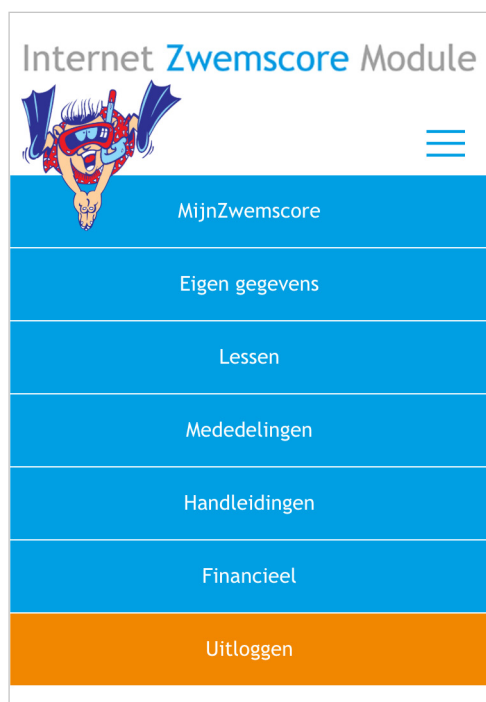 Internet Zwemscore Module
MijnZwemscore
Eigen gegevens
Lessen
Mededelingen
Handleidingen
Financieel
Uitloggen